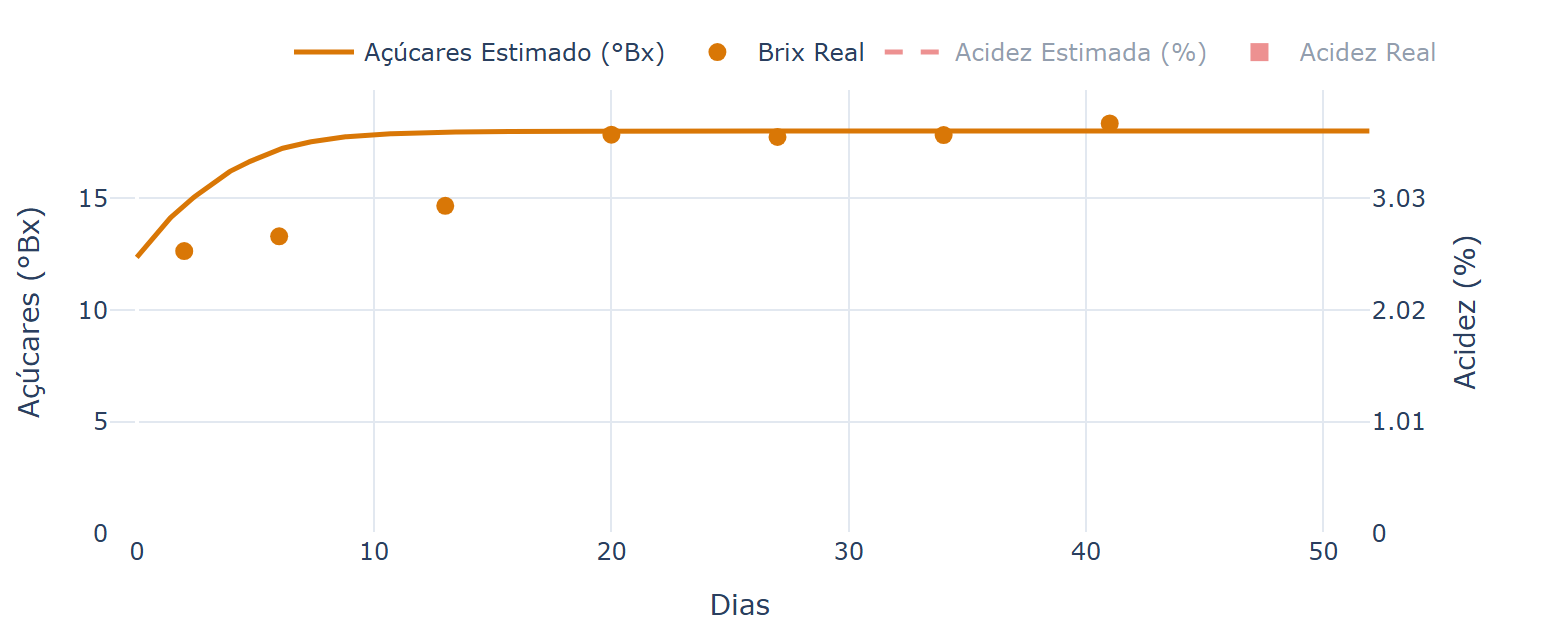 Açúcares Estimado (°Bx) Brix Real Acidez Estimada (%) Acidez Real
Açúcares (°Bx)
15
10
5
0
3.03
2.02
1.01
0
Acidez (%)
0 10 20 30 40 50
Dias